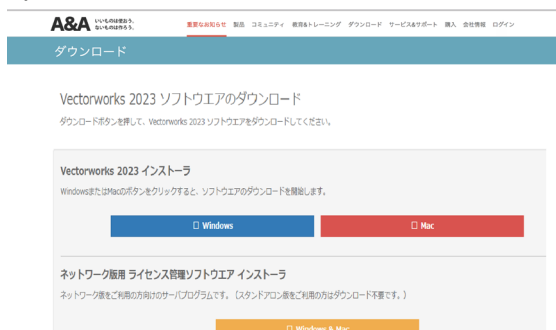 A&A いいものは使おう。
ないものは作ろう。
重要なお知らせ 製品 コミュニティ 教育&トレーニング ダウンロード サービス&サポート 購入 会社情報 ログイン
ダウンロード
Vectorworks 2023 ソフトウエアのダウンロード
ダウンロードボタンを押して、Vectorworks 2023 ソフトウエアをダウンロードしてください。
Vectorworks 2023 インストーラ
WindowsまたはMacのボタンをクリックすると、ソフトウエアのダウンロードを開始します。
Windows
Mac
ネットワーク版用 ライセンス管理ソフトウエア インストーラ
ネットワーク版をご利用の方向けのサーバプログラムです。（スタンドアロン版をご利用の方はダウンロード不要です。）
Windows & Mac